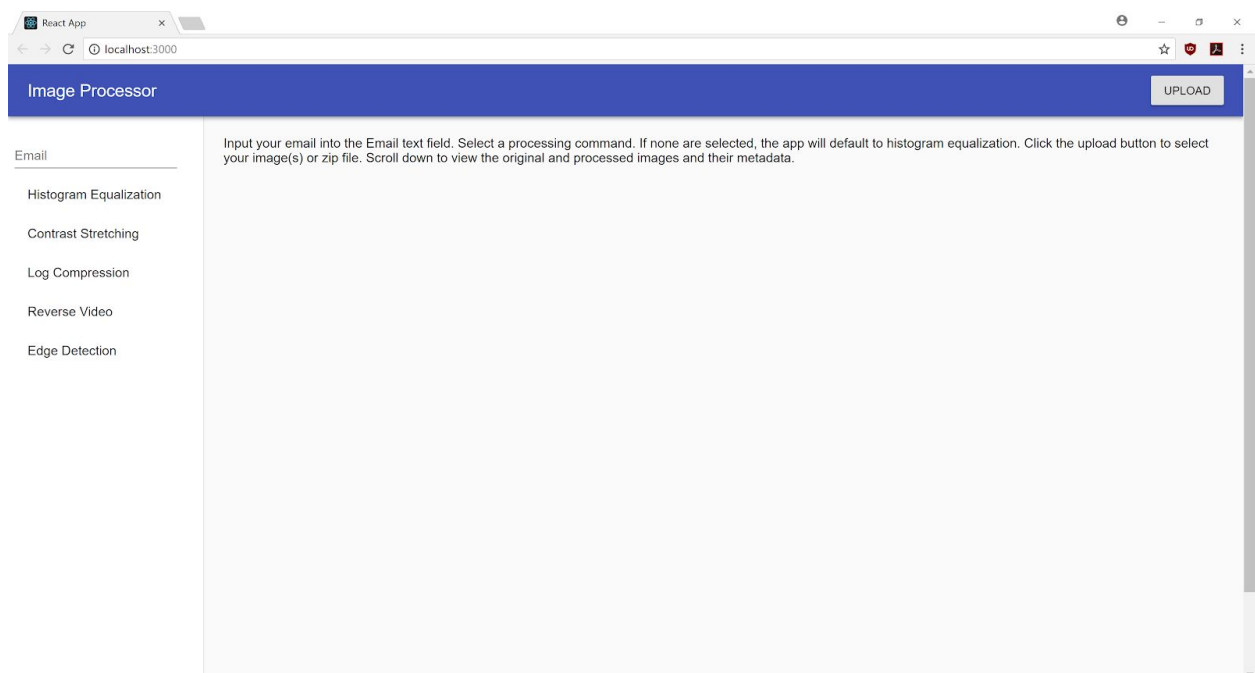 React App
localhost:3000
Image Processor
UPLOAD
Email
Histogram Equalization
Contrast Stretching
Log Compression
Reverse Video
Edge Detection
Input your email into the Email text field. Select a processing command. If none are selected, the app will default to histogram equalization. Click the upload button to select
your image(s) or zip file. Scroll down to view the original and processed images and their metadata.